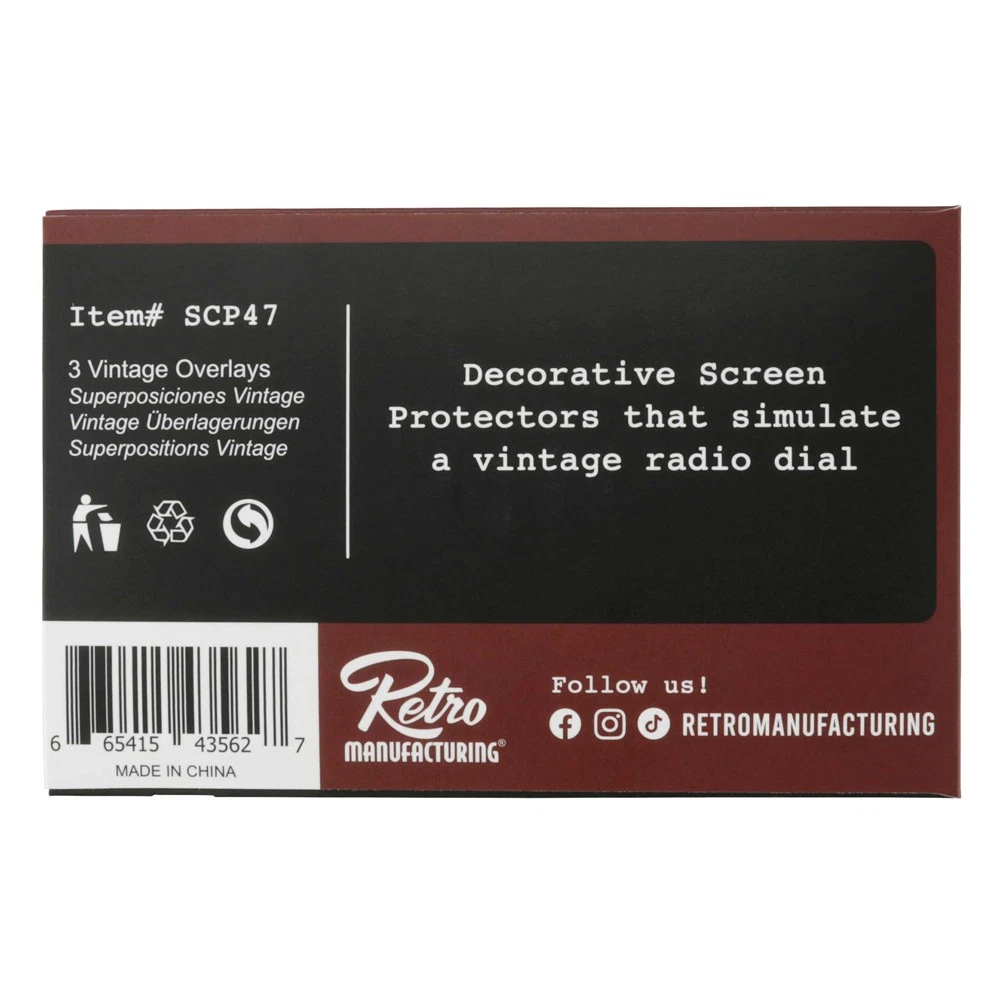 Item# SCP47
3 Vintage Overlays
Superposiciones Vintage
Vintage Überlagerungen
Superpositions Vintage
Decorative Screen
Protectors that simulate
a vintage radio dial
6 65415 43562 7
MADE IN CHINA
Retro
MANUFACTURING®
Follow us!
RETROMANUFACTURING